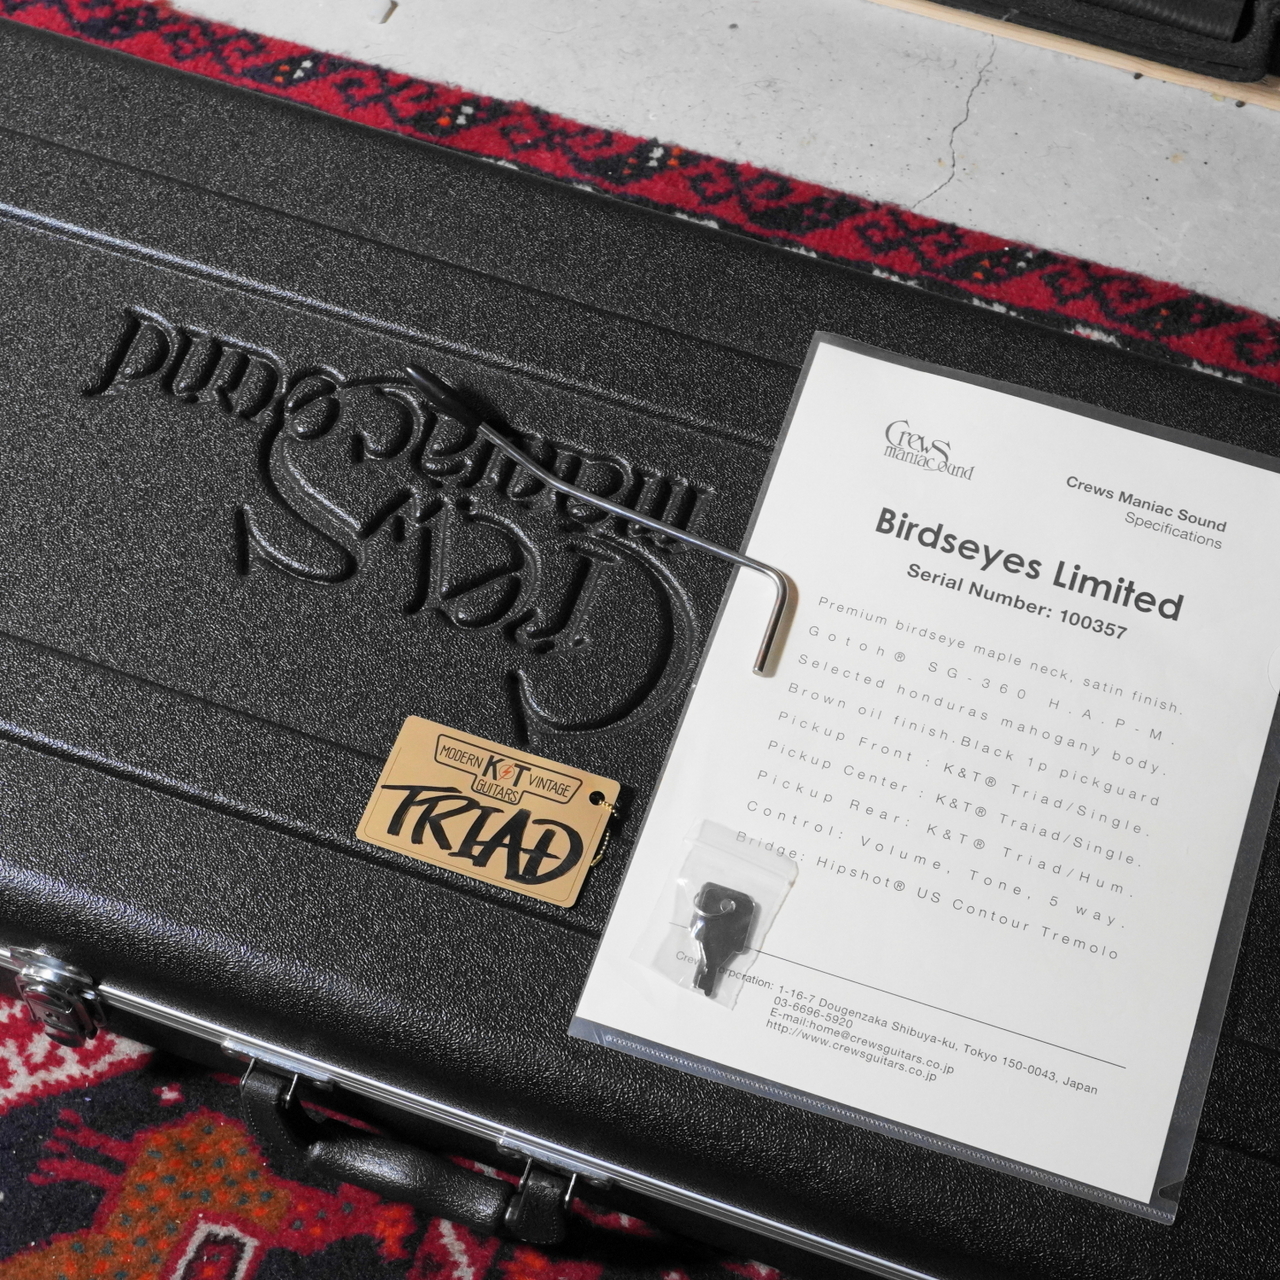 Crews
maniac Sound
Crews
maniac Sound
Crews Maniac Sound
Specifications
Birdseyes Limited
Serial Number: 100357
Premium birdseye maple neck, satin finish.
Gotoh® SG-360 H.A.P-M.
Selected honduras mahogany body.
Brown oil finish.Black 1p pickguard
Pickup Front : K&T® Triad/Single.
Pickup Center : K&T® Traiad/Single.
Pickup Rear: K&T® Triad/Hum.
Control: Volume, Tone, 5 way.
Bridge: Hipshot® US Contour Tremolo
Crews Corporation: 1-16-7 Dougenzaka Shibuya-ku, Tokyo 150-0043, Japan
03-6696-5920
E-mail:home@crewsguitars.co.jp
http://www.crewsguitars.co.jp
MODERN K&T VINTAGE
GUITARS
TRIAD